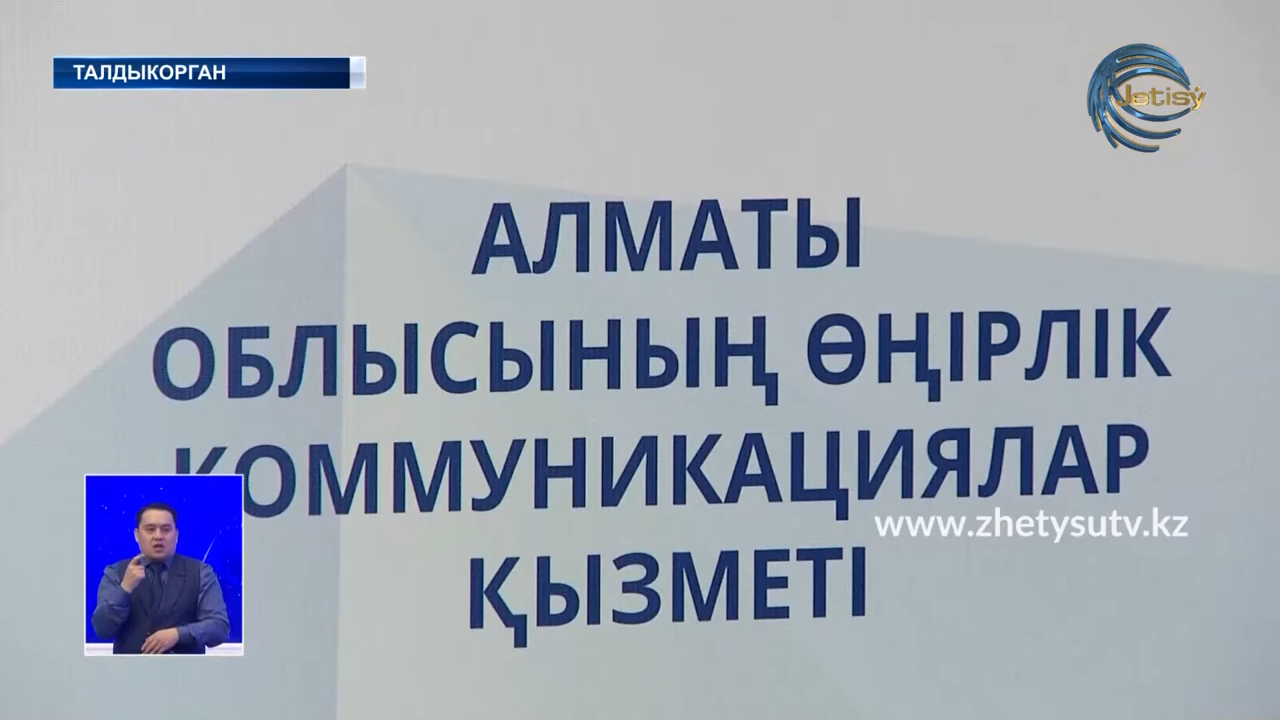 ТАЛДЫКОРГАН
Jetisý
АЛМАТЫ
ОБЛЫСЫНЫҢ ӨҢІРЛІК
КОММУНИКАЦИЯЛАР
www.zhetysutv.kz
ҚЫЗМЕТІ